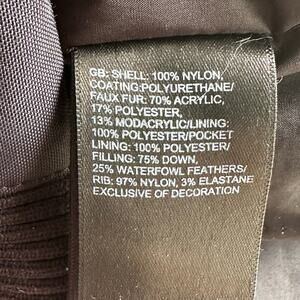 GB: SHELL: 100% NYLON,
COATING:POLYURETHANE/
FAUX FUR: 70% ACRYLIC,
17% POLYESTER,
13% MODACRYLIC/LINING:
100% POLYESTER/POCKET
LINING: 100% POLYESTER/
FILLING: 75% DOWN,
25% WATERFOWL FEATHERS/
RIB: 97% NYLON, 3% ELASTANE
EXCLUSIVE OF DECORATION